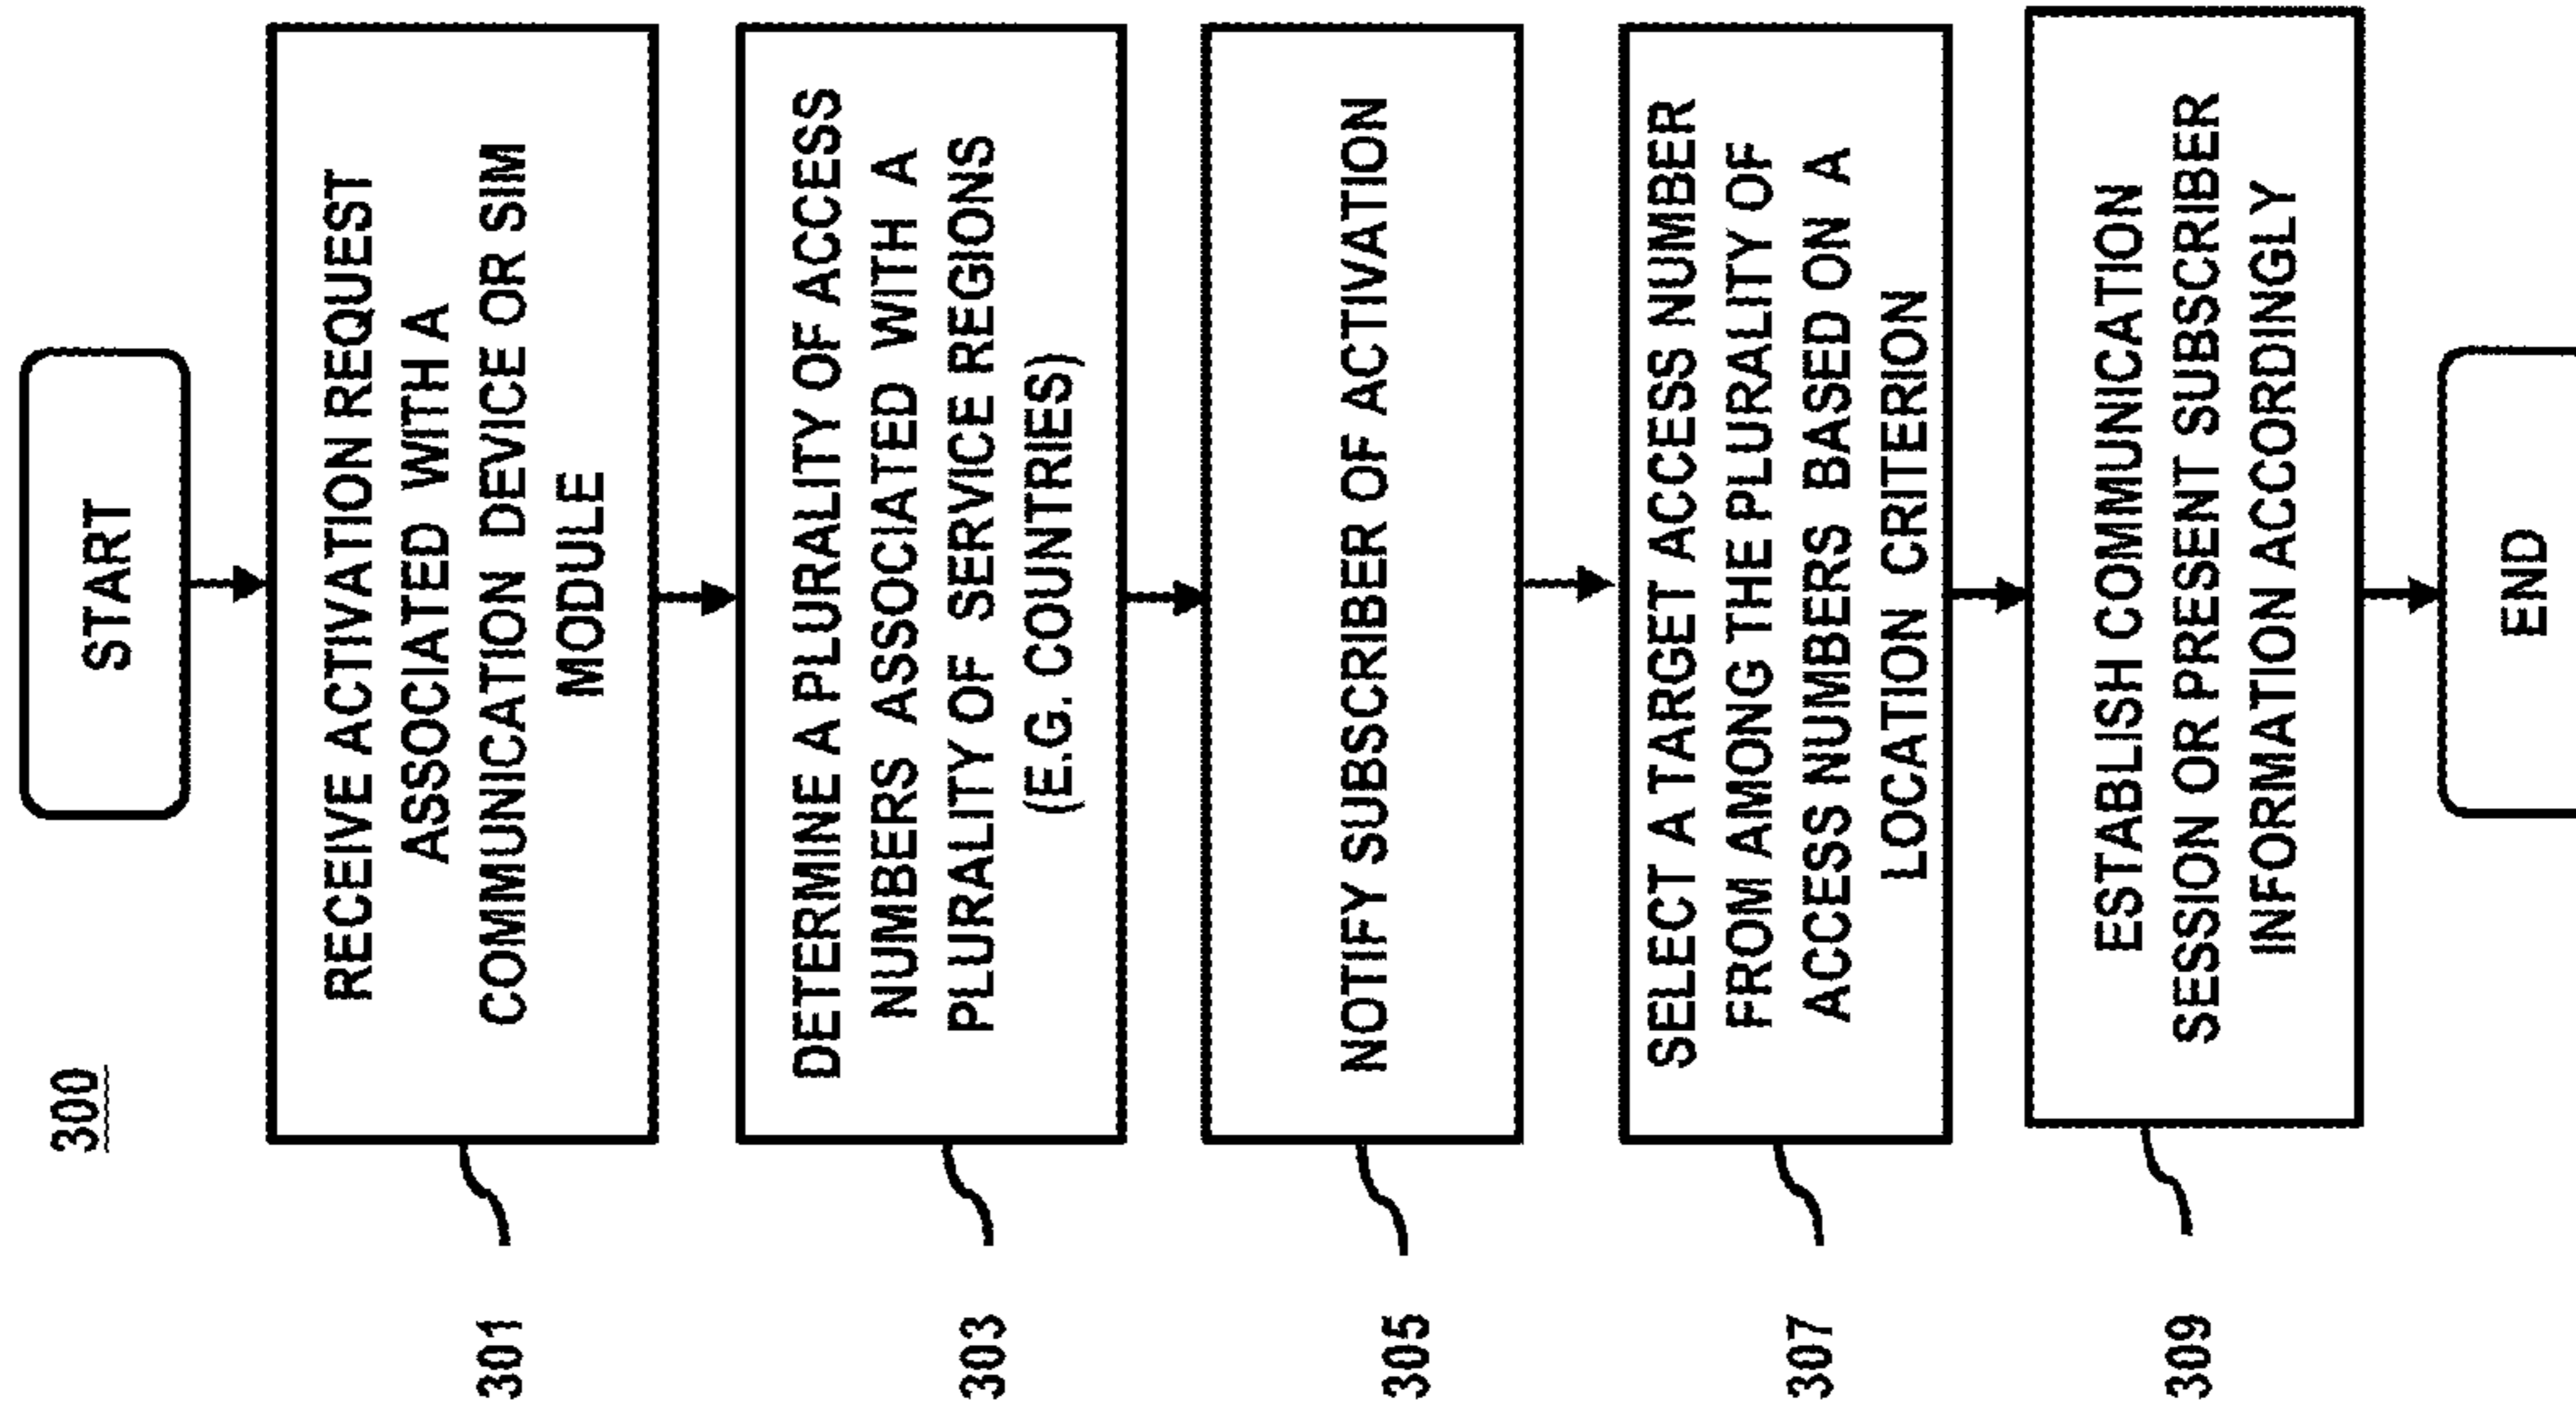 300
START
RECEIVE ACTIVATION REQUEST
ASSOCIATED WITH A
COMMUNICATION DEVICE OR SIM
MODULE
301
DETERMINE A PLURALITY OF ACCESS
NUMBERS ASSOCIATED WITH A
PLURALITY OF SERVICE REGIONS
(E.G. COUNTRIES)
303
NOTIFY SUBSCRIBER OF ACTIVATION
305
SELECT A TARGET ACCESS NUMBER
FROM AMONG THE PLURALITY OF
ACCESS NUMBERS BASED ON A
LOCATION CRITERION
307
ESTABLISH COMMUNICATION
SESSION OR PRESENT SUBSCRIBER
INFORMATION ACCORDINGLY
309
END